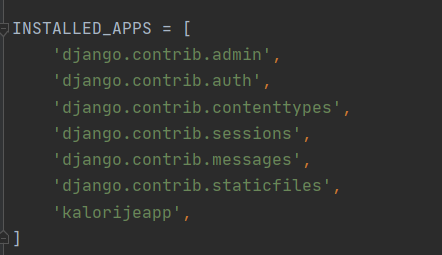 INSTALLED_APPS = [
    'django.contrib.admin',
    'django.contrib.auth',
    'django.contrib.contenttypes',
    'django.contrib.sessions',
    'django.contrib.messages',
    'django.contrib.staticfiles',
    'kalorijeapp',
]